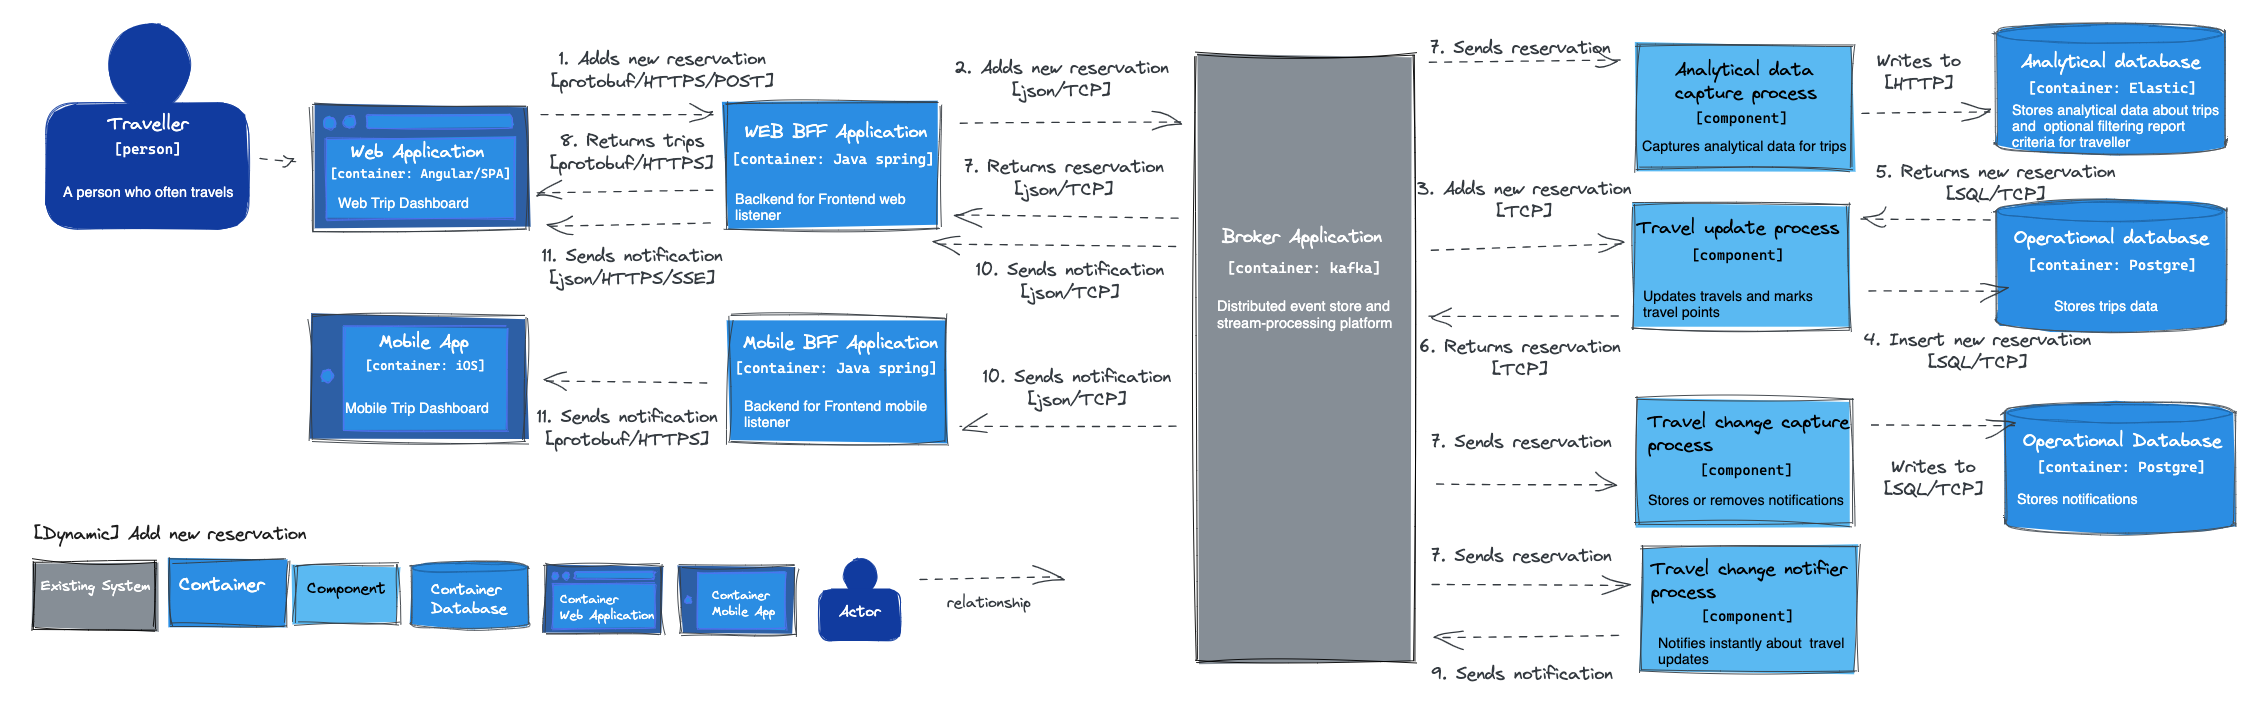 Traveller
[person]
A person who often travels
Web Application
[container: Angular/SPA]
Web Trip Dashboard
1. Adds new reservation
[protobuf/HTTPS/POST]
8. Returns trips
[protobuf/HTTPS]
11. Sends notification
[json/HTTPS/SSE]
WEB BFF Application
[container: Java spring]
Baclkend for Frontend web
listener
2. Adds new reservation
[json/TCP]
7. Returns reservation
[json/TCP]
10. Sends notification
[json/TCP]
Mobile App
[container: iOS]
Mobile Trip Dashboard
11. Sends notification
[protobuf/HTTPS]
Mobile BFF Application
[container: Java spring]
Backend for Frontend mobile
listener
10. Sends notification
[json/TCP]
Broker Application
[container: kafka]
Distributed event store and
stream-processing platform
7. Sends reservation
Analytical data
capture process
[component]
Captures analytical data for trips
Writes to
[HTTP]
Analytical database
[container: Elastic]
Stores analytical data about trips
and optional filtering report
criteria for traveller
3. Adds new reservation
[TCP]
6. Returns reservation
[TCP]
Travel update process
[component]
Updates travels and marks
travel points
5. Returns new reservation
[SQL/TCP]
Operational database
[container: Postgre]
Stores trips data
4. Insert new reservation
[SQL/TCP]
7. Sends reservation
Travel change capture
process
[component]
Stores or removes notifications
Writes to
[SQL/TCP]
Operational Database
[container: Postgre]
Stores notifications
7. Sends reservation
Travel change notifier
process
[component]
Notifies instantly about travel
updates
9. Sends notification
[Dynamic] Add new reservation
Existing System
Container
Component
Container
Database
Container
Web Application
Container
Mobile App
Actor
relationship